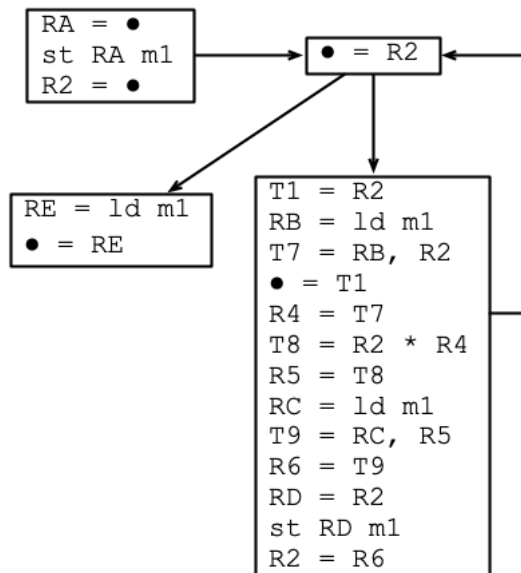 RA = ●
st RA m1
R2 = ●
● = R2
RE = ld m1
● = RE
T1 = R2
RB = ld m1
T7 = RB, R2
● = T1
R4 = T7
T8 = R2 * R4
R5 = T8
RC = ld m1
T9 = RC, R5
R6 = T9
RD = R2
st RD m1
R2 = R6